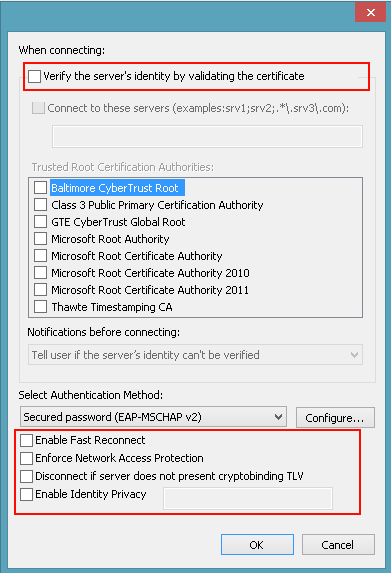 When connecting:
Verify the server's identity by validating the certificate
Connect to these servers (examples:srv1;srv2;.*\.srv3\.com):
Trusted Root Certification Authorities:
Baltimore CyberTrust Root
Class 3 Public Primary Certification Authority
GTE CyberTrust Global Root
Microsoft Root Authority
Microsoft Root Certificate Authority
Microsoft Root Certificate Authority 2010
Microsoft Root Certificate Authority 2011
Thawte Timestamping CA
Notifications before connecting:
Tell user if the server's identity can't be verified
Select Authentication Method:
Secured password (EAP-MSCHAP v2) Configure...
Enable Fast Reconnect
Enforce Network Access Protection
Disconnect if server does not present cryptobinding TLV
Enable Identity Privacy
OK Cancel